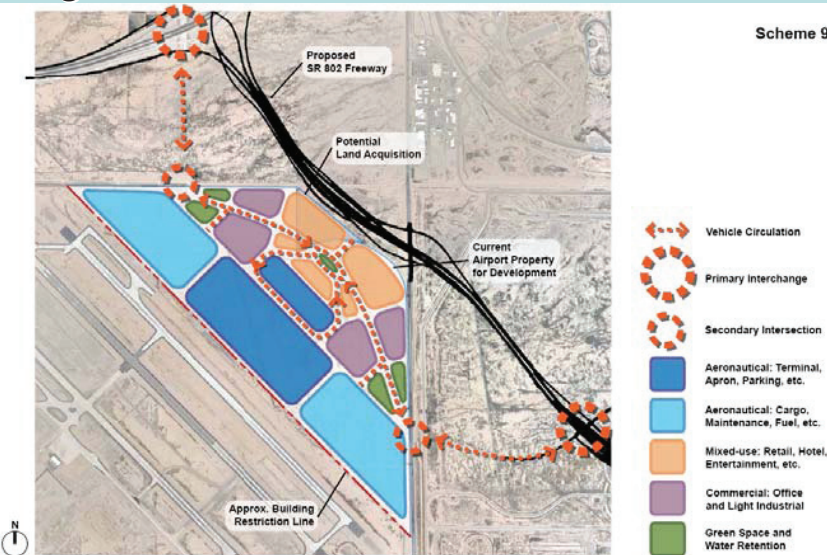 Scheme 9
Proposed
SR 802 Freeway
Potential
Land Acquisition
Current
Airport Property
for Development
Approx. Building
Restriction Line
N
Vehicle Circulation
Primary Interchange
Secondary Intersection
Aeronautical: Terminal,
Apron, Parking, etc.
Aeronautical: Cargo,
Maintenance, Fuel, etc.
Mixed-use: Retail, Hotel,
Entertainment, etc.
Commercial: Office
and Light Industrial
Green Space and
Water Retention